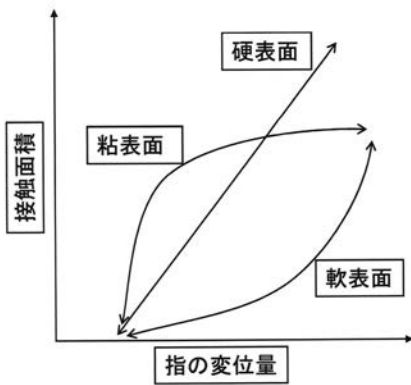 硬表面
粘表面
接触面積
軟表面
指の変位量